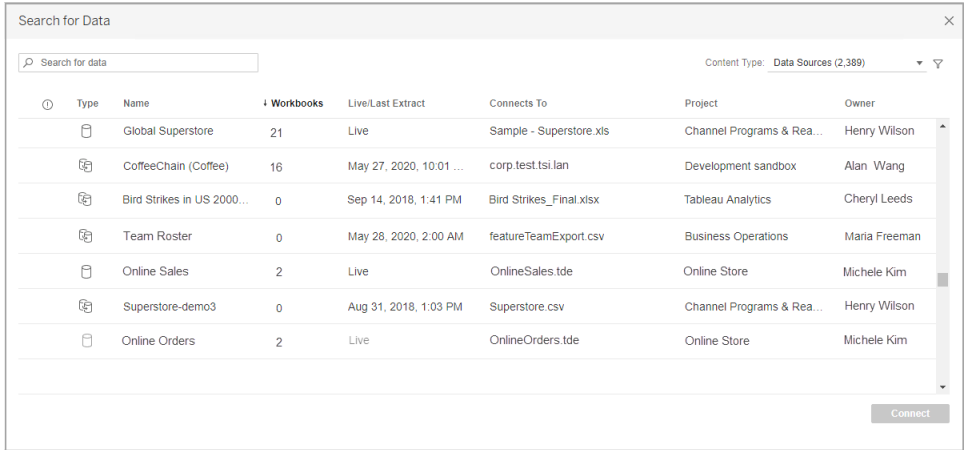 Search for Data
Search for data
Content Type: Data Sources (2,389)
Type Name ↓ Workbooks Live/Last Extract Connects To Project Owner
Global Superstore 21 Live Sample - Superstore.xls Channel Programs & Rea... Henry Wilson
CoffeeChain (Coffee) 16 May 27, 2020, 10:01 ... corp.test.tsi.lan Development sandbox Alan Wang
Bird Strikes in US 2000... 0 Sep 14, 2018, 1:41 PM Bird Strikes_Final.xlsx Tableau Analytics Cheryl Leeds
Team Roster 0 May 28, 2020, 2:00 AM featureTeamExport.csv Business Operations Maria Freeman
Online Sales 2 Live OnlineSales.tde Online Store Michele Kim
Superstore-demo3 0 Aug 31, 2018, 1:03 PM Superstore.csv Channel Programs & Rea... Henry Wilson
Online Orders 2 Live OnlineOrders.tde Online Store Michele Kim
Connect